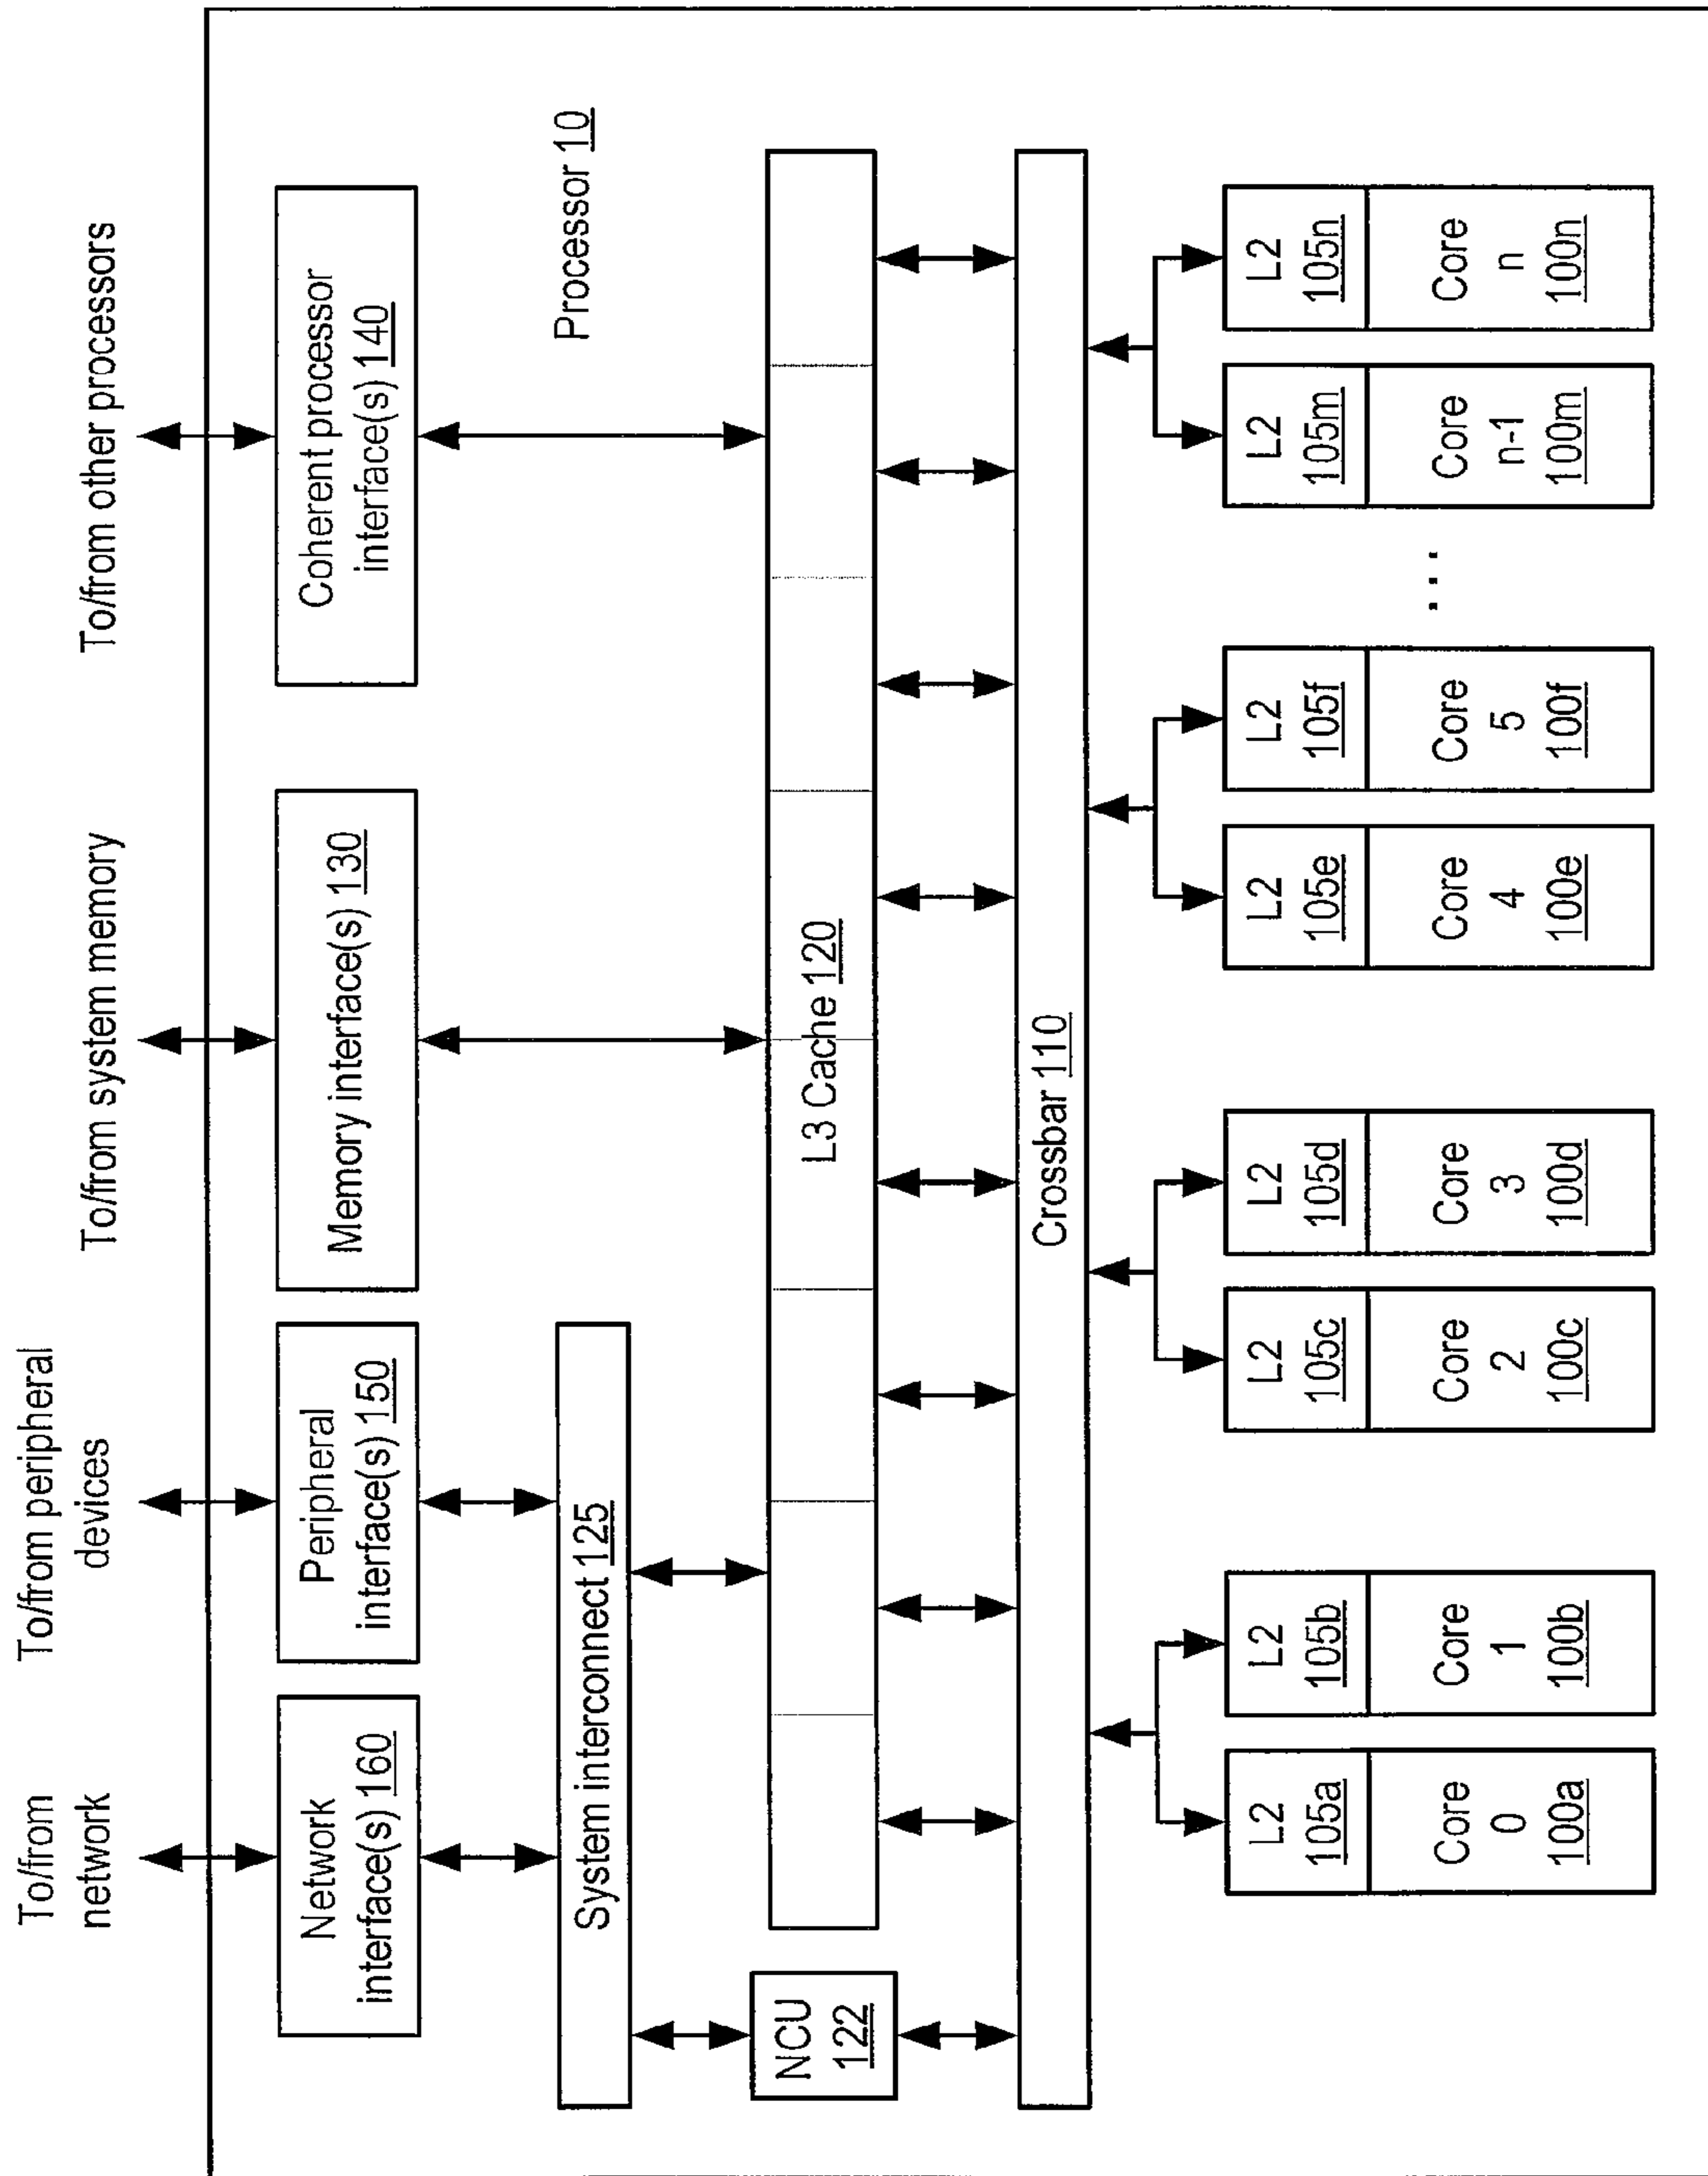 To/from
network
To/from peripheral
devices
To/from system memory
To/from other processors
Network
interface(s) 160
Peripheral
interface(s) 150
Memory interface(s) 130
Coherent processor
interface(s) 140
System interconnect 125
Processor 10
NCU
122
L3 Cache 120
Crossbar 110
L2
105a
Core
0
100a
L2
105b
Core
1
100b
L2
105c
Core
2
100c
L2
105d
Core
3
100d
L2
105e
Core
4
100e
L2
105f
Core
5
100f
...
L2
105m
Core
n-1
100m
L2
105n
Core
n
100n